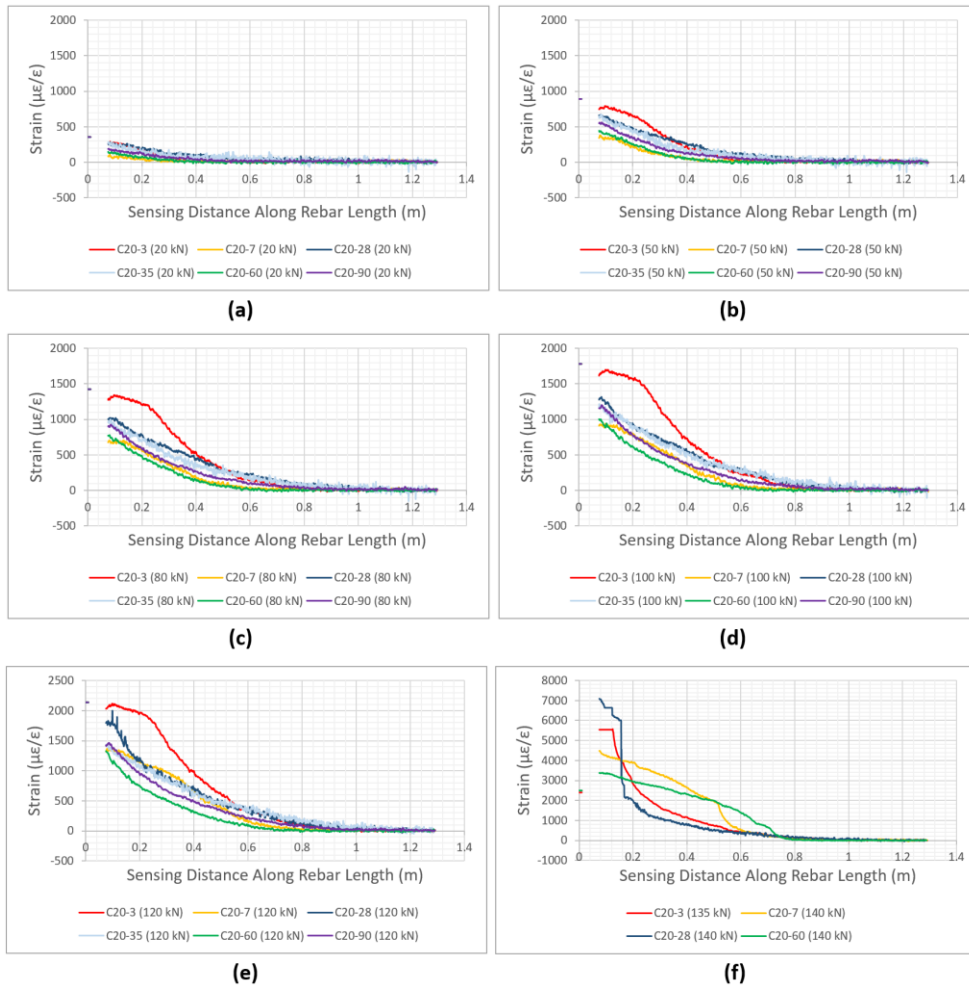 2000
1500
1000
500
0
-500
Strain (µε/ε)
0 0.2 0.4 0.6 0.8 1 1.2 1.4
Sensing Distance Along Rebar Length (m)
C20-3 (20 kN) C20-7 (20 kN) C20-28 (20 kN)
C20-35 (20 kN) C20-60 (20 kN) C20-90 (20 kN)
(a)
2000
1500
1000
500
0
-500
Strain (µε/ε)
0 0.2 0.4 0.6 0.8 1 1.2 1.4
Sensing Distance Along Rebar Length (m)
C20-3 (50 kN) C20-7 (50 kN) C20-28 (50 kN)
C20-35 (50 kN) C20-60 (50 kN) C20-90 (50 kN)
(b)
2000
1500
1000
500
0
-500
Strain (µε/ε)
0 0.2 0.4 0.6 0.8 1 1.2 1.4
Sensing Distance Along Rebar Length (m)
C20-3 (80 kN) C20-7 (80 kN) C20-28 (80 kN)
C20-35 (80 kN) C20-60 (80 kN) C20-90 (80 kN)
(c)
2000
1500
1000
500
0
-500
Strain (µε/ε)
0 0.2 0.4 0.6 0.8 1 1.2 1.4
Sensing Distance Along Rebar Length (m)
C20-3 (100 kN) C20-7 (100 kN) C20-28 (100 kN)
C20-35 (100 kN) C20-60 (100 kN) C20-90 (100 kN)
(d)
2500
2000
1500
1000
500
0
-500
Strain (µε/ε)
0 0.2 0.4 0.6 0.8 1 1.2 1.4
Sensing Distance Along Rebar Length (m)
C20-3 (120 kN) C20-7 (120 kN) C20-28 (120 kN)
C20-35 (120 kN) C20-60 (120 kN) C20-90 (120 kN)
(e)
8000
7000
6000
5000
4000
3000
2000
1000
0
-1000
Strain (µε/ε)
0 0.2 0.4 0.6 0.8 1 1.2 1.4
Sensing Distance Along Rebar Length (m)
C20-3 (135 kN) C20-7 (140 kN)
C20-28 (140 kN) C20-60 (140 kN)
(f)